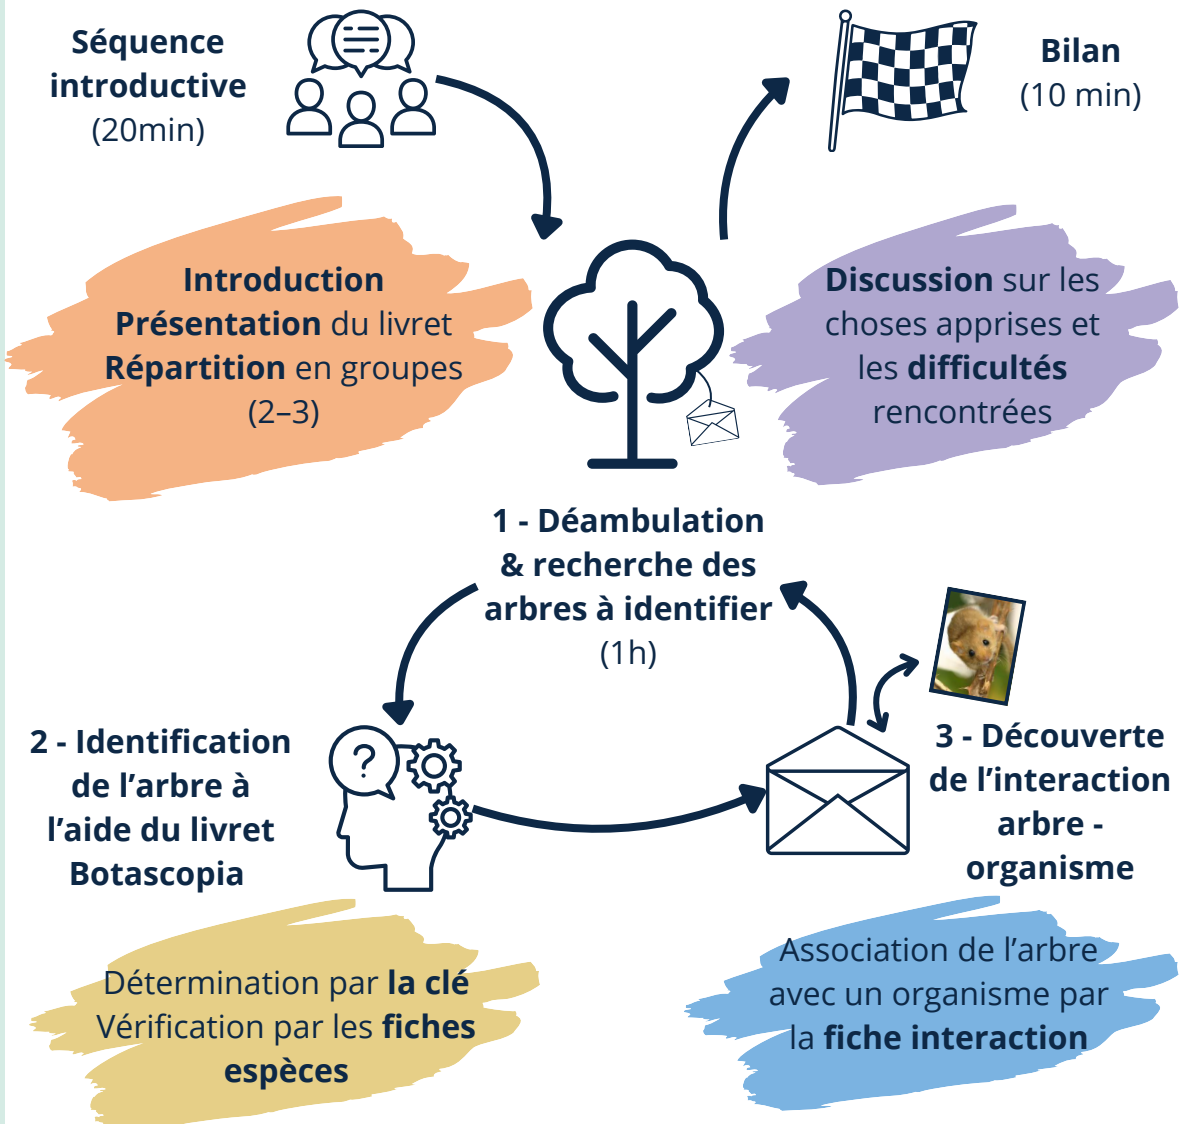 Séquence
introductive
(20min)
Bilan
(10 min)
Introduction
Présentation du livret
Répartition en groupes
(2–3)
Discussion sur les
choses apprises et
les difficultés
rencontrées
1 - Déambulation
& recherche des
arbres à identifier
(1h)
2 - Identification
de l’arbre à
l’aide du livret
Botascopia
?
3 - Découverte
de l’interaction
arbre -
organisme
Détermination par la clé
Vérification par les fiches
espèces
Association de l’arbre
avec un organisme par
la fiche interaction